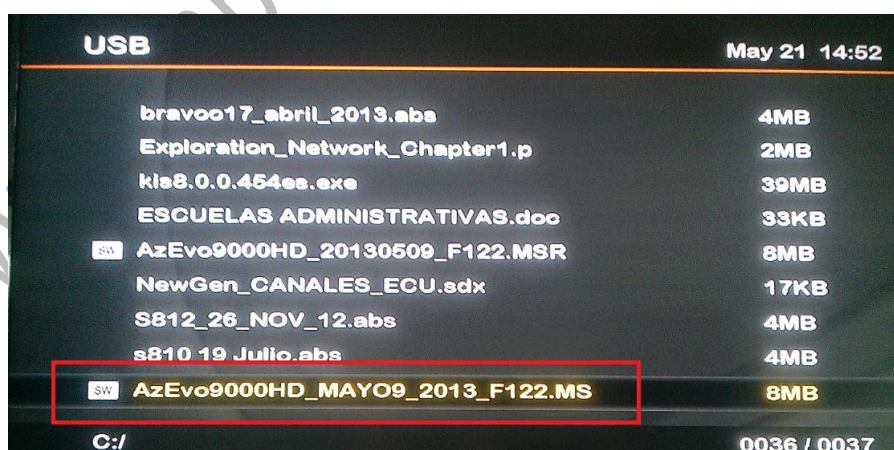 USB May 21 14:52
bravoo17_abril_2013.abs 4MB
Exploration_Network_Chapter1.p 2MB
kis8.0.0.454es.exe 39MB
ESCUELAS ADMINISTRATIVAS.doc 33KB
SW AzEvo9000HD_20130509_F122.MSR 8MB
NewGen_CANALES_ECU.sdx 17KB
S812_26_NOV_12.abs 4MB
s810 19 Julio.abs 4MB
SW AzEvo9000HD_MAYO9_2013_F122.MS 8MB
C:/ 0036 / 0037